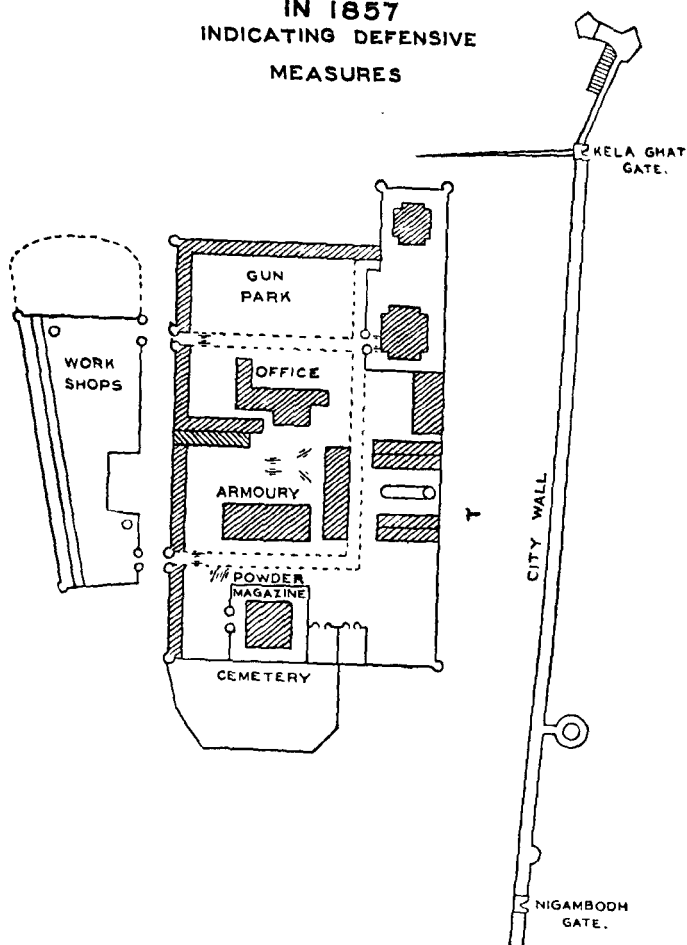 IN 1857
INDICATING DEFENSIVE
MEASURES
KELA GHAT
GATE.
GUN
PARK
WORK
SHOPS
OFFICE
ARMOURY
CITY WALL
POWDER
MAGAZINE
CEMETERY
NIGAMBODH
GATE.